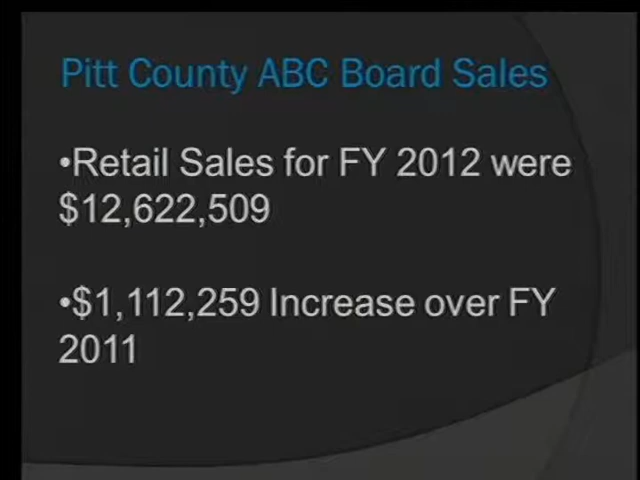 Pitt County ABC Board Sales
•Retail Sales for FY 2012 were
$12,622,509
•$1,112,259 Increase over FY
2011